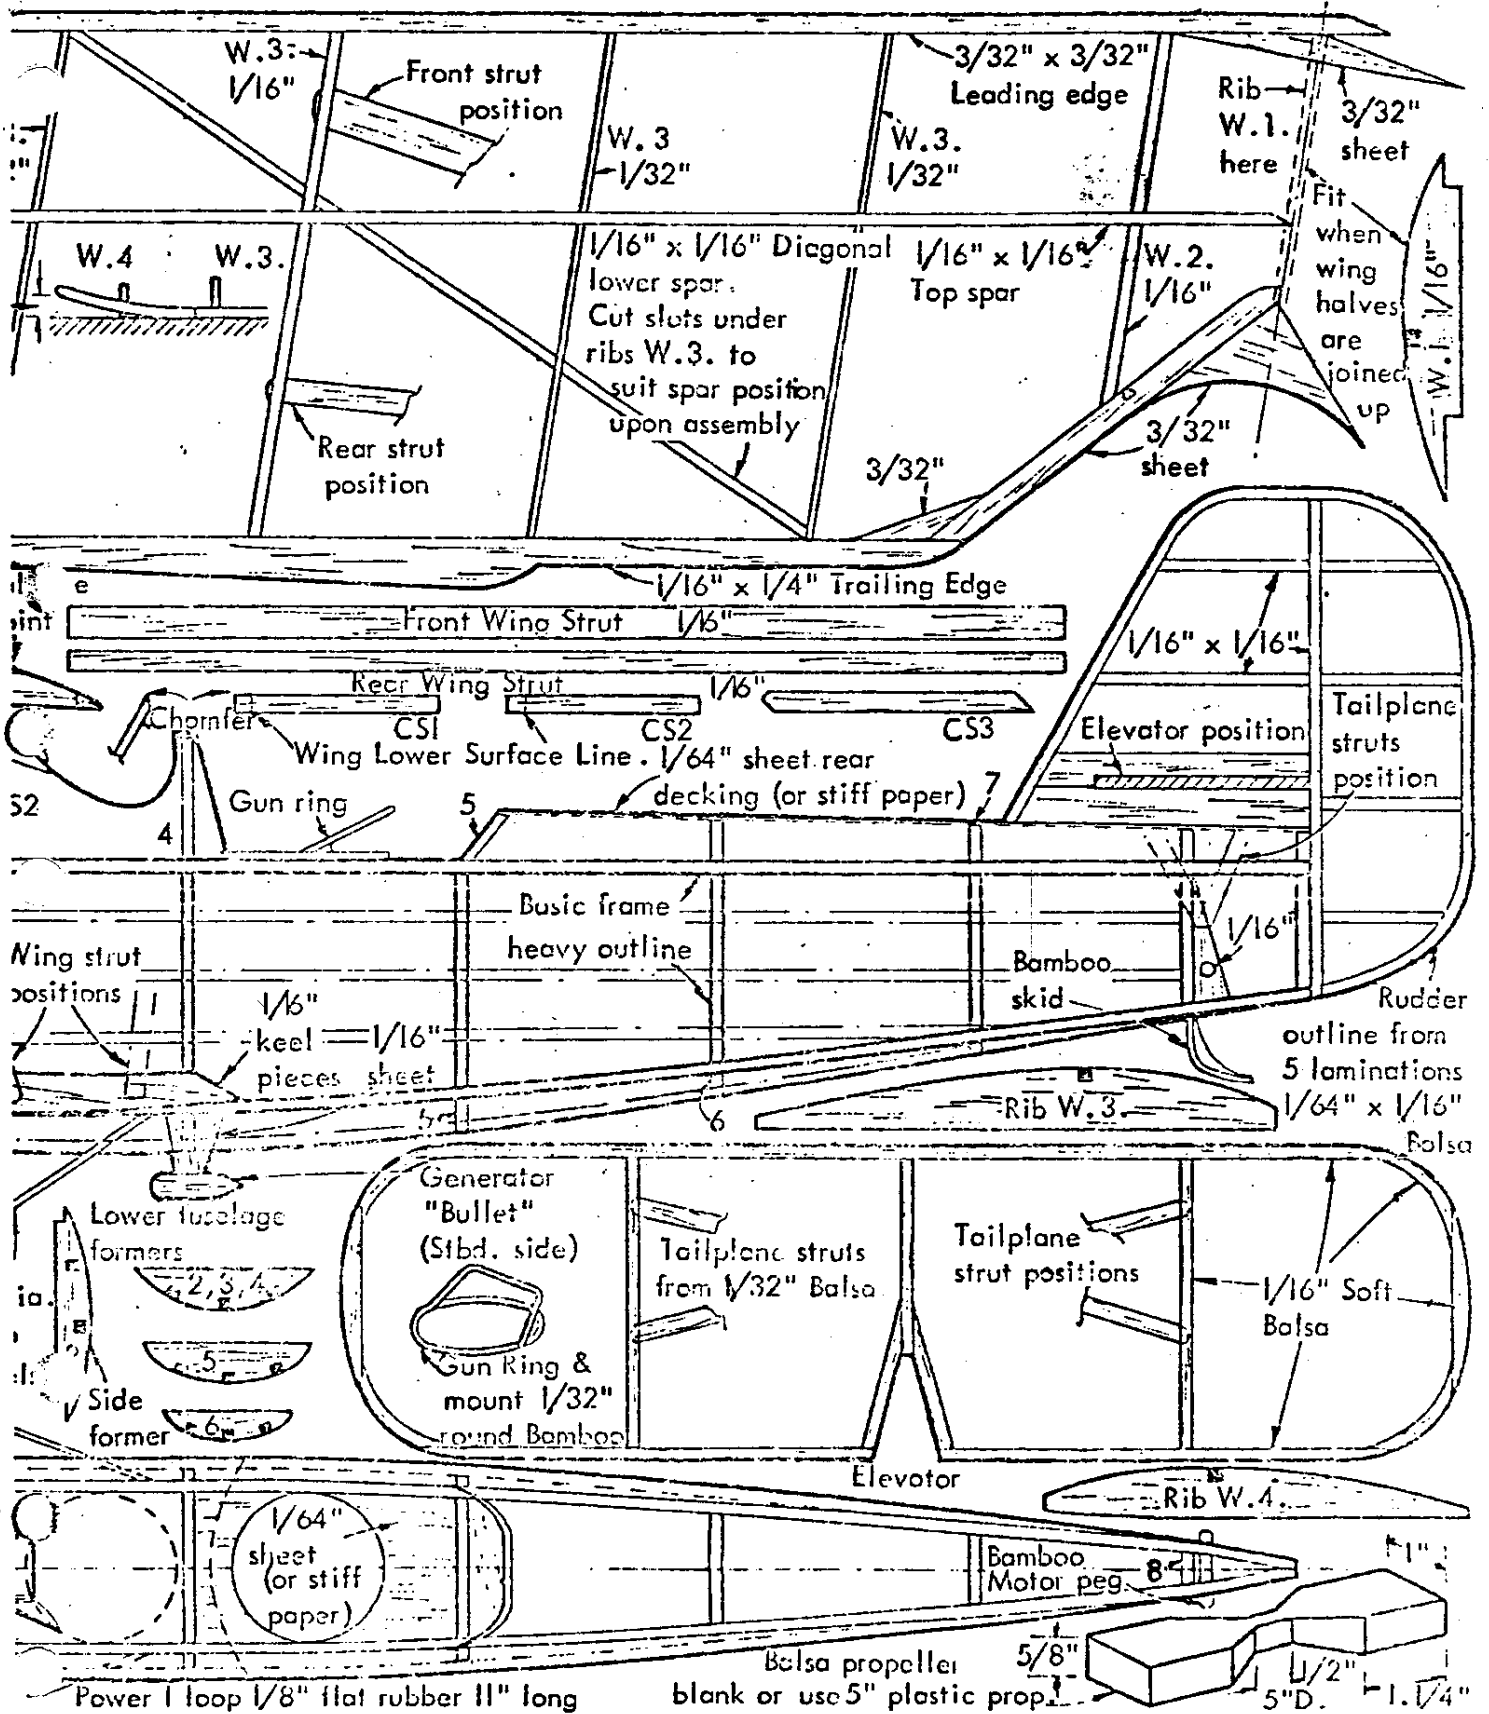 W.3.
1/16"
Front strut
position
W.3
1/32"
W.3.
1/32"
3/32" x 3/32"
Leading edge
Rib
W.1.
here
3/32"
sheet
Fit
when
wing
halves
are
joined
up
W.1 1/16"
W.4 W.3.
1/16" x 1/16" Diagonal
lower spar.
Cut slots under
ribs W.3. to
suit spar position
upon assembly
1/16" x 1/16"
Top spar
W.2.
1/16"
Rear strut
position
3/32"
3/32"
sheet
1/16" x 1/4" Trailing Edge
Front Wing Strut 1/16"
Rear Wing Strut 1/16"
Chamfer
CS1 CS2 CS3
Wing Lower Surface Line.
1/64" sheet rear
decking (or stiff paper)
1/16" x 1/16"
Elevator position
Tailplane
struts
position
S2
Gun ring
4
5
7
Basic frame
heavy outline
1/16"
Bamboo
skid
Wing strut
positions
1/16"
keel
pieces
1/16"
sheet
5
6
Rib W.3.
Rudder
outline from
5 laminations
1/64" x 1/16"
Balsa
Generator
"Bullet"
(Stbd. side)
Lower fuselage
formers
2,3,4
5
6
Side
former
Gun Ring &
mount 1/32"
round Bamboo
Tailplane struts
from 1/32" Balsa
Tailplane
strut positions
1/16" Soft
Balsa
Elevator
Rib W.4.
1/64"
sheet
(or stiff
paper)
Bamboo
Motor peg
8
1"
5/8"
1/2"
5"D.
1.1/4"
Balsa propeller
blank or use 5" plastic prop.
Power 1 loop 1/8" flat rubber 11" long